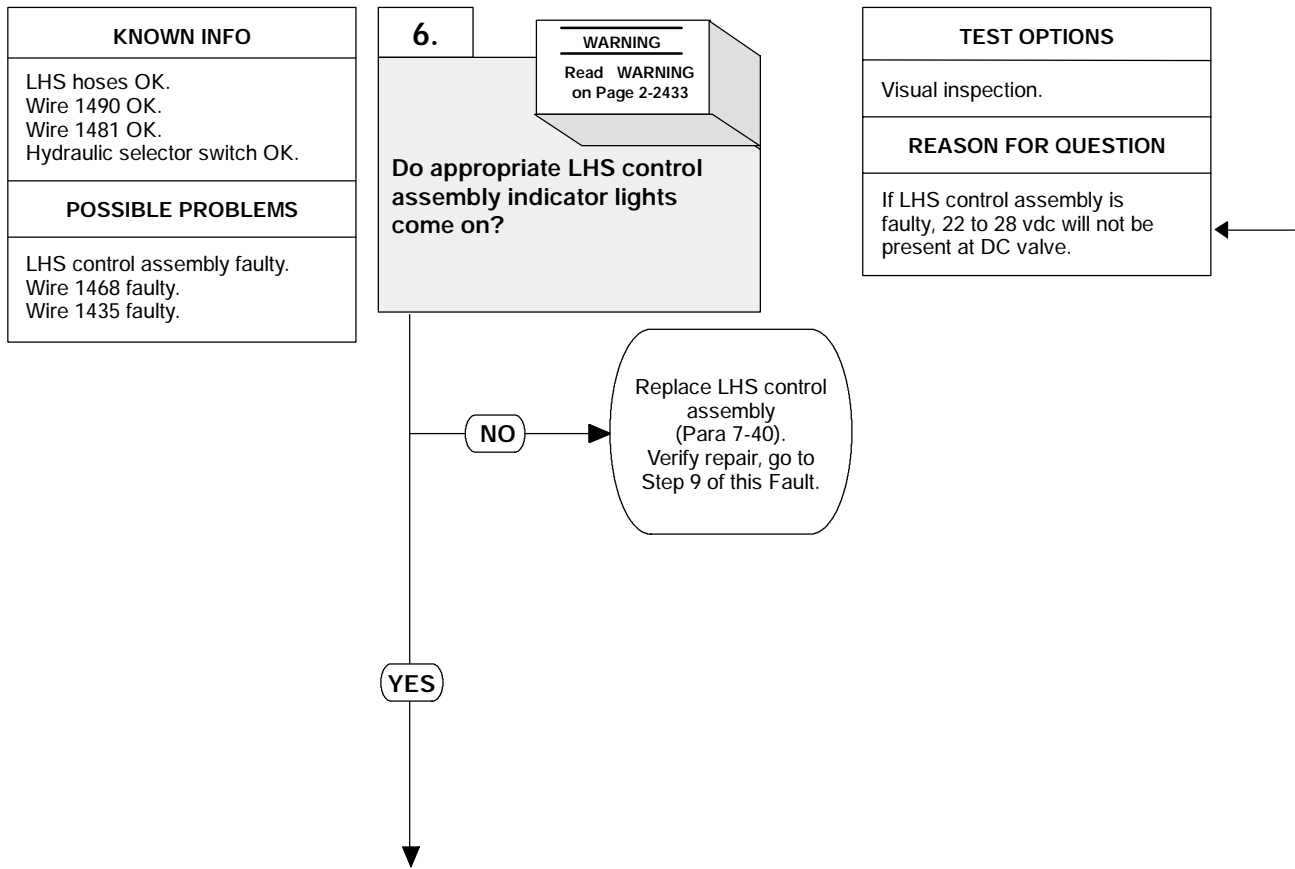 KNOWN INFO
LHS hoses OK.
Wire 1490 OK.
Wire 1481 OK.
Hydraulic selector switch OK.
POSSIBLE PROBLEMS
LHS control assembly faulty.
Wire 1468 faulty.
Wire 1435 faulty.
6.
WARNING
Read WARNING
on Page 2-2433
Do appropriate LHS control
assembly indicator lights
come on?
TEST OPTIONS
Visual inspection.
REASON FOR QUESTION
If LHS control assembly is
faulty, 22 to 28 vdc will not be
present at DC valve.
NO
Replace LHS control
assembly
(Para 7-40).
Verify repair, go to
Step 9 of this Fault.
YES